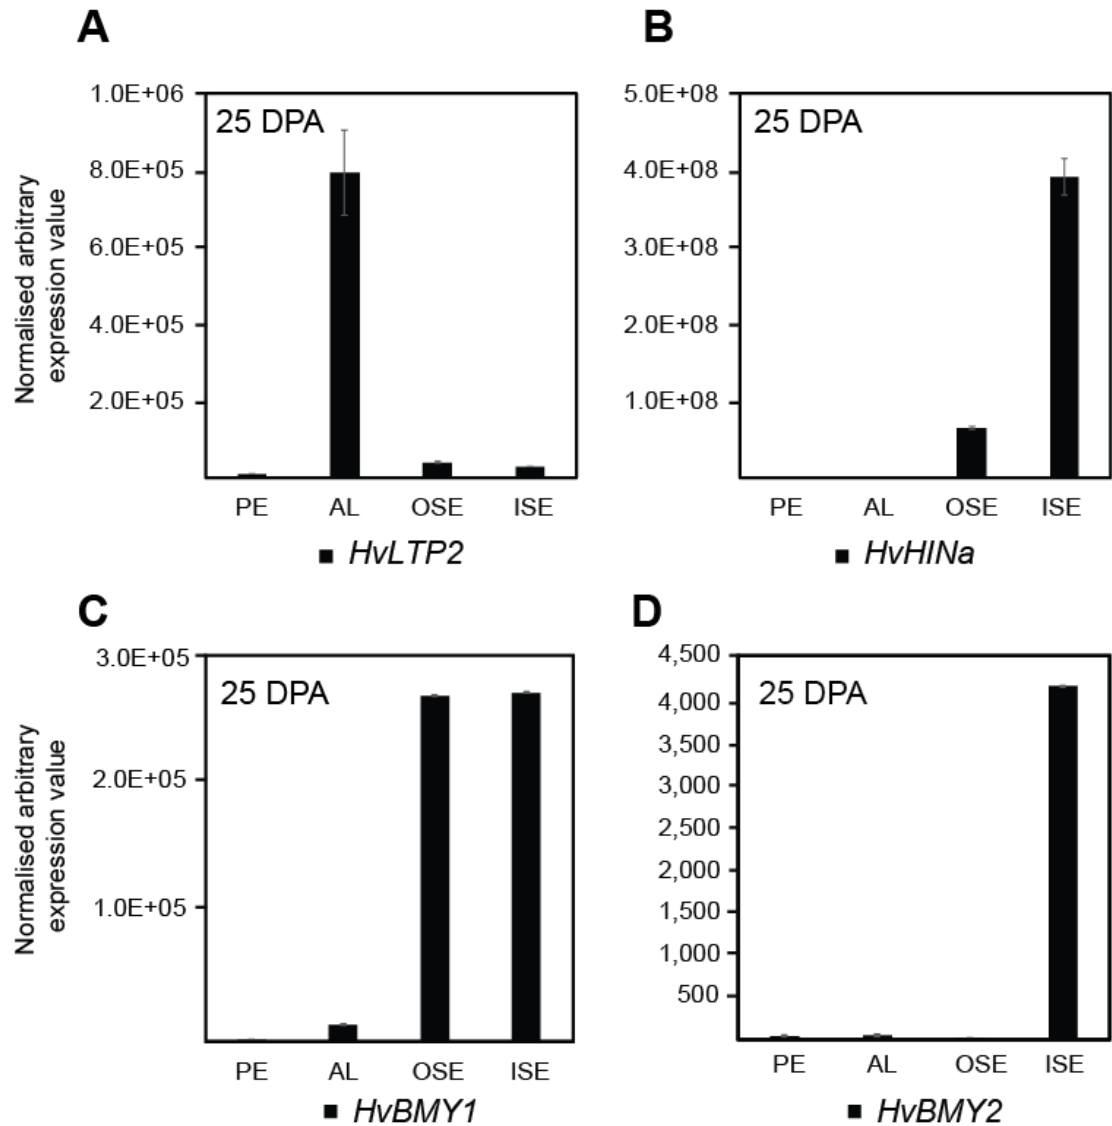 A
1.0E+06
8.0E+05
6.0E+05
4.0E+05
2.0E+05
Normalised arbitrary
expression value
25 DPA
PE AL OSE ISE
HvLTP2
B
5.0E+08
4.0E+08
3.0E+08
2.0E+08
1.0E+08
25 DPA
PE AL OSE ISE
HvHINa
C
3.0E+05
2.0E+05
1.0E+05
Normalised arbitrary
expression value
25 DPA
PE AL OSE ISE
HvBMY1
D
4,500
4,000
3,500
3,000
2,500
2,000
1,500
1,000
500
25 DPA
PE AL OSE ISE
HvBMY2